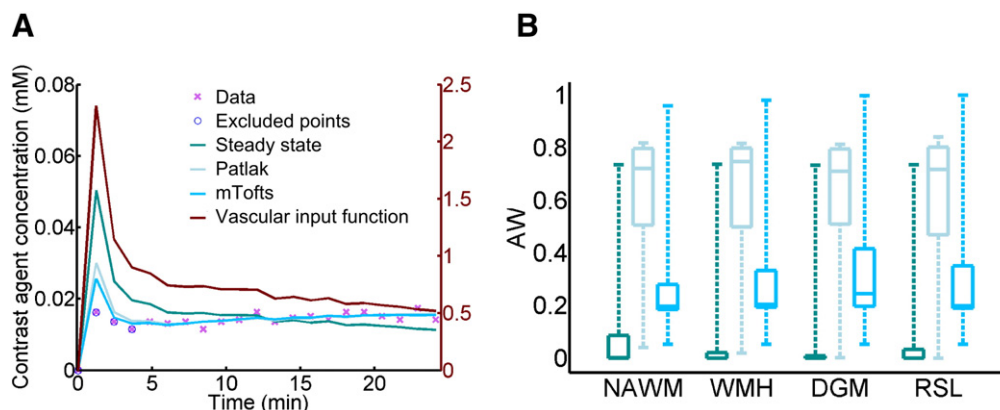 A
Contrast agent concentration (mM)
0.08
0.06
0.04
0.02
0
2.5
2
1.5
1
0.5
0
Data
Excluded points
Steady state
Patlak
mTofts
Vascular input function
0 5 10 15 20
Time (min)
B
AW
1
0.8
0.6
0.4
0.2
0
NAWM WMH DGM RSL